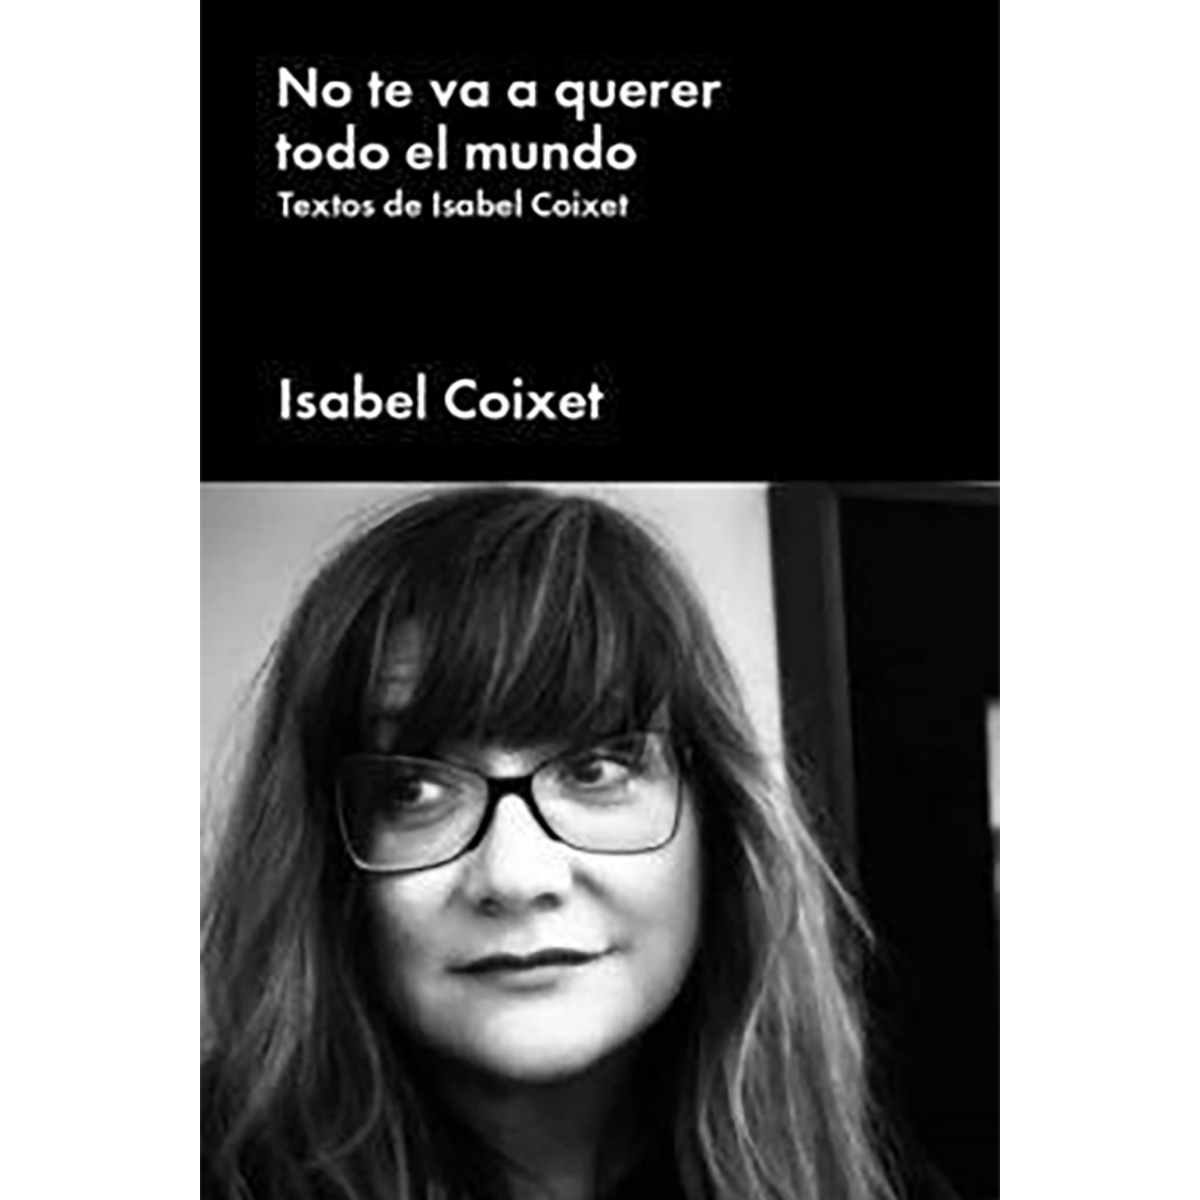 No te va a querer
todo el mundo
Textos de Isabel Coixet
Isabel Coixet